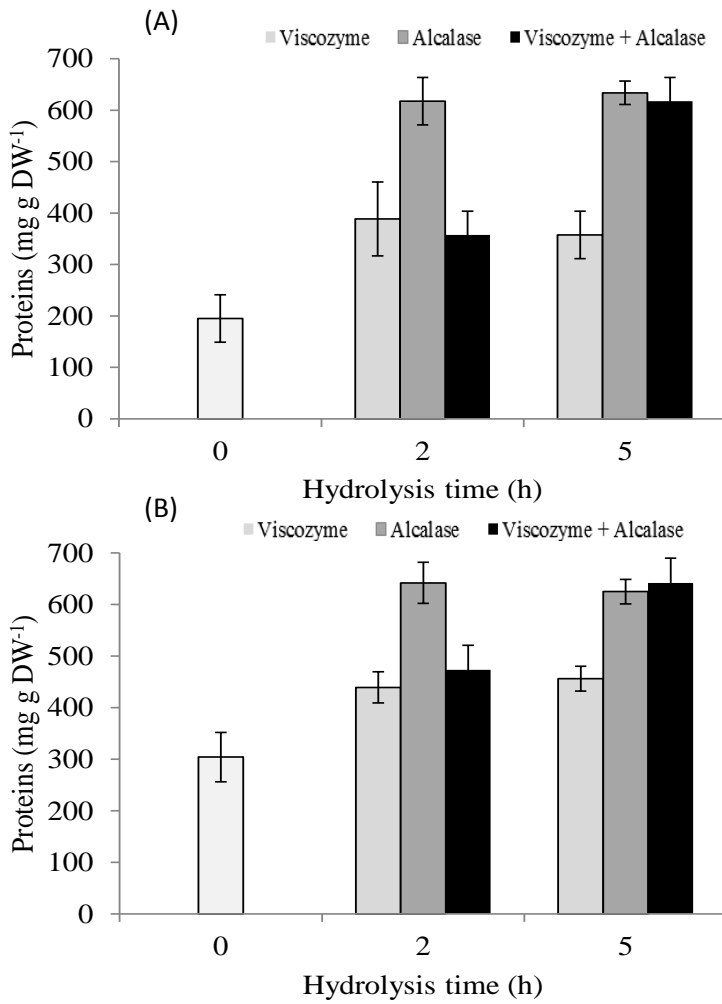 (A)
Viscozyme Alcalase Viscozyme + Alcalase
700
600
500
400
300
200
100
0
Proteins (mg g DW-1)
0 2 5
Hydrolysis time (h)
(B)
Viscozyme Alcalase Viscozyme + Alcalase
700
600
500
400
300
200
100
0
Proteins (mg g DW-1)
0 2 5
Hydrolysis time (h)